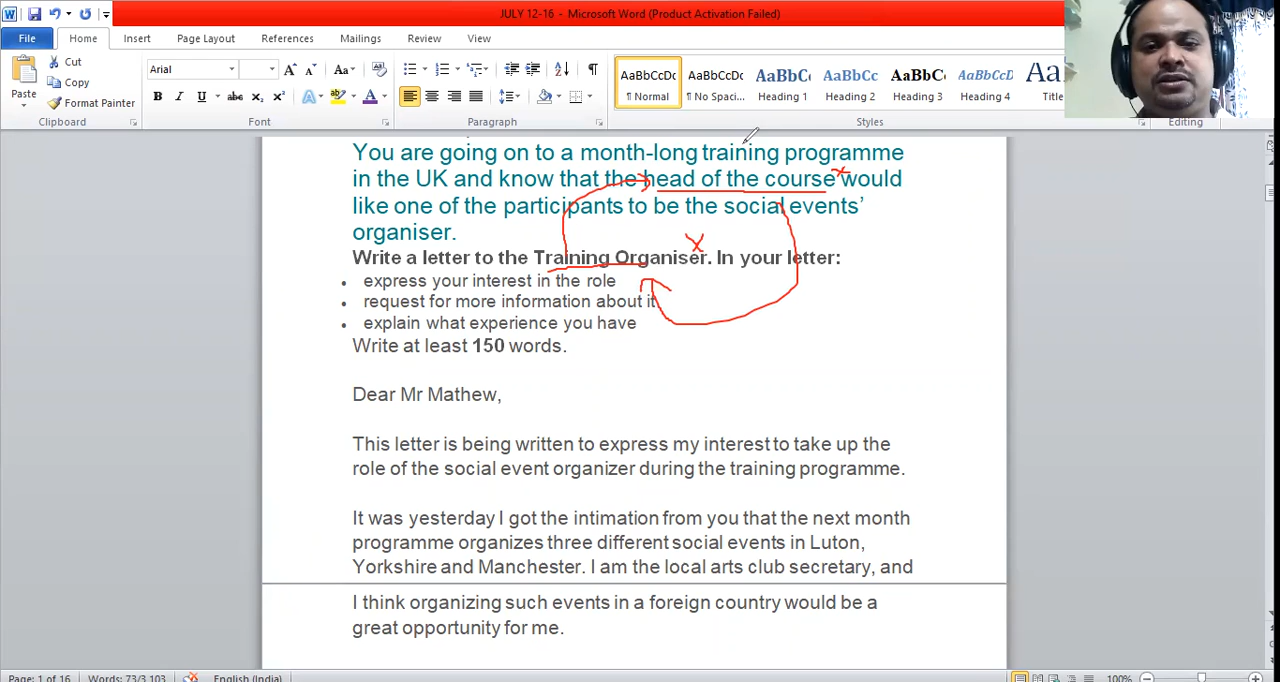 JULY 12-16 - Microsoft Word (Product Activation Failed)
File Home Insert Page Layout References Mailings Review View
Cut
Copy
Format Painter
Paste
Arial
AaBbCcDc AaBbCcDc AaBbC AaBbCc AaBbCc AaBbCcD Aa
¶ Normal ¶ No Spaci... Heading 1 Heading 2 Heading 3 Heading 4 Title
Clipboard Font Paragraph Styles Editing
You are going on to a month-long training programme
in the UK and know that the head of the course would
like one of the participants to be the social events’
organiser.
Write a letter to the Training Organiser. In your letter:
• express your interest in the role
• request for more information about it
• explain what experience you have
Write at least 150 words.
Dear Mr Mathew,
This letter is being written to express my interest to take up the
role of the social event organizer during the training programme.
It was yesterday I got the intimation from you that the next month
programme organizes three different social events in Luton,
Yorkshire and Manchester. I am the local arts club secretary, and
I think organizing such events in a foreign country would be a
great opportunity for me.
Page: 1 of 16 Words: 73/3,103 English (India) 100%